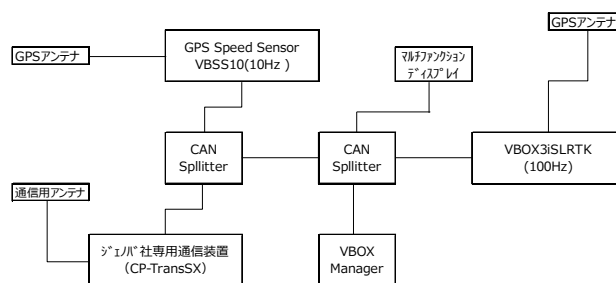 GPSアンテナ
GPS Speed Sensor
VBSS10(10Hz )
GPSアンテナ
ﾏﾙﾁﾌｧﾝｸｼｮﾝ
ﾃﾞｨｽﾌﾟﾚｲ
CAN
Spllitter
CAN
Spllitter
VBOX3iSLRTK
(100Hz)
通信用アンテナ
ｼﾞｪﾉﾊﾞ社専用通信装置
（CP-TransSX）
VBOX
Manager